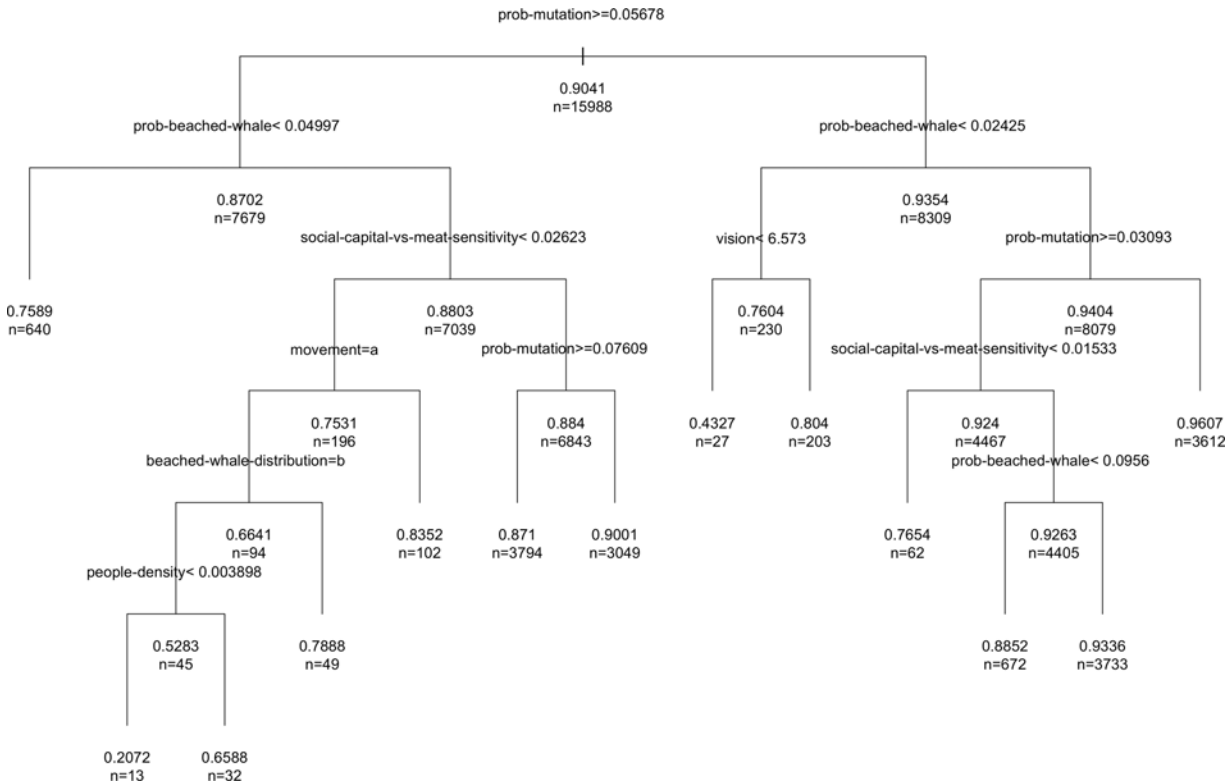 prob-mutation>=0.05678
0.9041
n=15988
prob-beached-whale< 0.04997
prob-beached-whale< 0.02425
0.8702
n=7679
0.9354
n=8309
social-capital-vs-meat-sensitivity< 0.02623
vision< 6.573
prob-mutation>=0.03093
0.7589
n=640
0.8803
n=7039
0.7604
n=230
0.9404
n=8079
movement=a
prob-mutation>=0.07609
social-capital-vs-meat-sensitivity< 0.01533
0.7531
n=196
0.884
n=6843
0.4327
n=27
0.804
n=203
0.924
n=4467
0.9607
n=3612
beached-whale-distribution=b
prob-beached-whale< 0.0956
0.6641
n=94
0.8352
n=102
0.871
n=3794
0.9001
n=3049
0.7654
n=62
0.9263
n=4405
people-density< 0.003898
0.5283
n=45
0.7888
n=49
0.8852
n=672
0.9336
n=3733
0.2072
n=13
0.6588
n=32